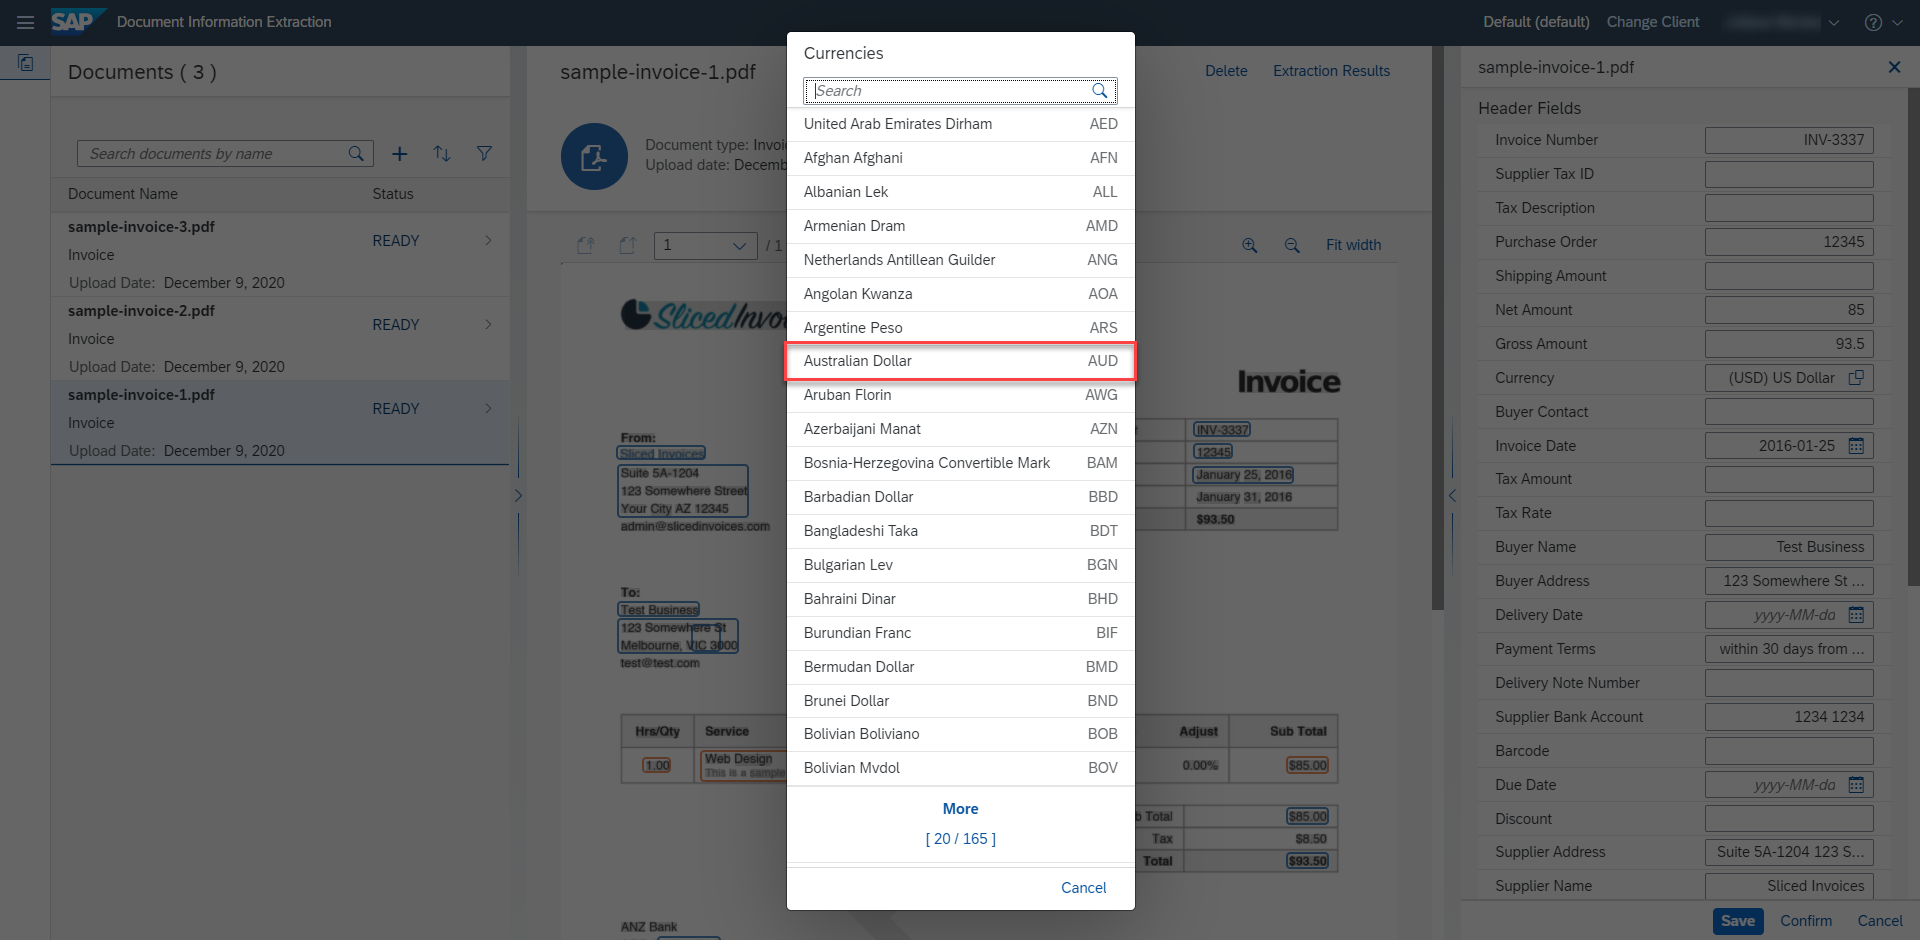 SAP Document Information Extraction
Default (default) Change Client
Documents ( 3 )
Search documents by name
Document Name Status
sample-invoice-3.pdf
READY
Invoice
Upload Date: December 9, 2020
sample-invoice-2.pdf
READY
Invoice
Upload Date: December 9, 2020
sample-invoice-1.pdf
READY
Invoice
Upload Date: December 9, 2020
sample-invoice-1.pdf
Delete Extraction Results
Document type: Invoi
Upload date: Decemb
1 / 1
Fit width
SlicedInvo
Invoice
From:
Sliced Invoices
Suite 5A-1204
123 Somewhere Street
Your City AZ 12345
admin@slicedinvoices.com
INV-3337
12345
January 25, 2016
January 31, 2016
$93.50
To:
Test Business
123 Somewhere St
Melbourne, VIC 3000
test@test.com
Hrs/Qty Service Adjust Sub Total
1.00 Web Design 0.00% $85.00
This is a sample
b Total $85.00
Tax $8.50
Total $93.50
ANZ Bank
Currencies
Search
United Arab Emirates Dirham AED
Afghan Afghani AFN
Albanian Lek ALL
Armenian Dram AMD
Netherlands Antillean Guilder ANG
Angolan Kwanza AOA
Argentine Peso ARS
Australian Dollar AUD
Aruban Florin AWG
Azerbaijani Manat AZN
Bosnia-Herzegovina Convertible Mark BAM
Barbadian Dollar BBD
Bangladeshi Taka BDT
Bulgarian Lev BGN
Bahraini Dinar BHD
Burundian Franc BIF
Bermudan Dollar BMD
Brunei Dollar BND
Bolivian Boliviano BOB
Bolivian Mvdol BOV
More
[ 20 / 165 ]
Cancel
sample-invoice-1.pdf
Header Fields
Invoice Number INV-3337
Supplier Tax ID
Tax Description
Purchase Order 12345
Shipping Amount
Net Amount 85
Gross Amount 93.5
Currency (USD) US Dollar
Buyer Contact
Invoice Date 2016-01-25
Tax Amount
Tax Rate
Buyer Name Test Business
Buyer Address 123 Somewhere St ...
Delivery Date yyyy-MM-dd
Payment Terms within 30 days from ...
Delivery Note Number
Supplier Bank Account 1234 1234
Barcode
Due Date yyyy-MM-dd
Discount
Supplier Address Suite 5A-1204 123 S...
Supplier Name Sliced Invoices
Save Confirm Cancel